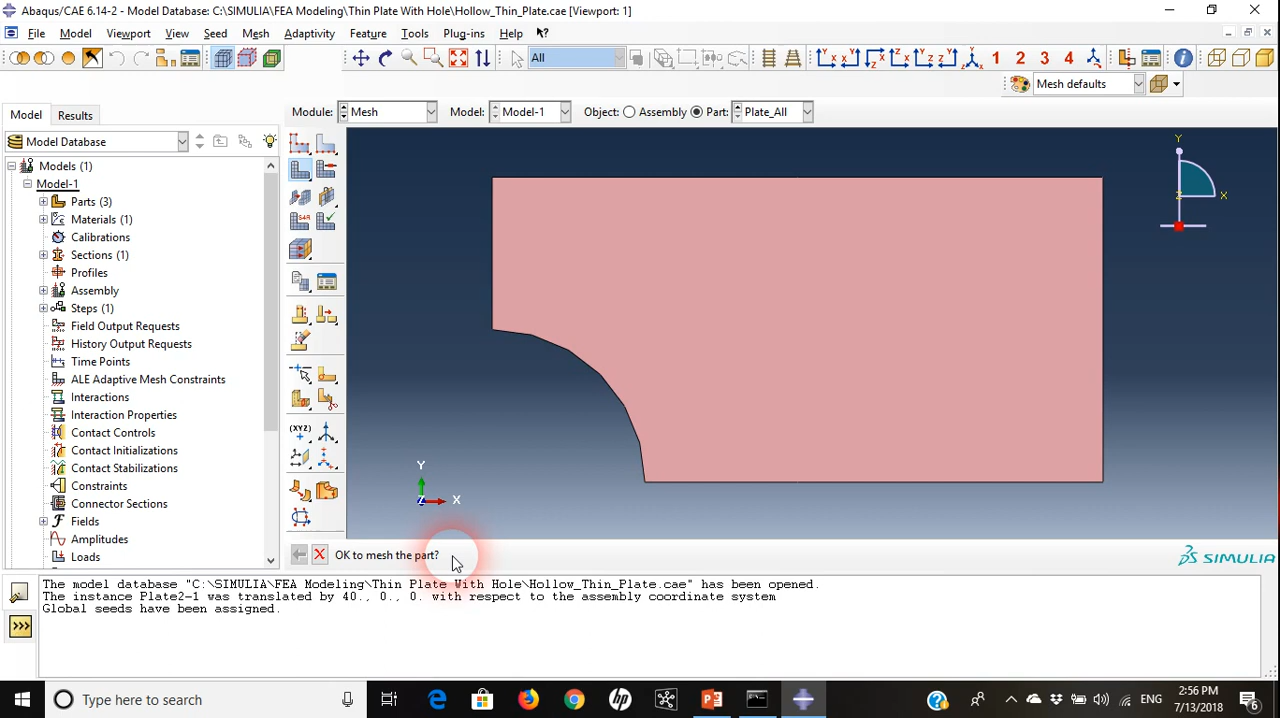 Abaqus/CAE 6.14-2 - Model Database: C:\SIMULIA\FEA Modeling\Thin Plate With Hole\Hollow_Thin_Plate.cae [Viewport: 1]
File Model Viewport View Seed Mesh Adaptivity Feature Tools Plug-ins Help
All 1 2 3 4
Mesh defaults
Model Results Module: Mesh Model: Model-1 Object: Assembly Part: Plate_All
Model Database
Models (1)
Model-1
Parts (3)
Materials (1)
Calibrations
Sections (1)
Profiles
Assembly
Steps (1)
Field Output Requests
History Output Requests
Time Points
ALE Adaptive Mesh Constraints
Interactions
Interaction Properties
Contact Controls
Contact Initializations
Contact Stabilizations
Constraints
Connector Sections
Fields
Amplitudes
Loads
S4R
(XYZ)
Y
Z X
Y
Z X
OK to mesh the part?
SIMULIA
The model database "C:\SIMULIA\FEA Modeling\Thin Plate With Hole\Hollow_Thin_Plate.cae" has been opened.
The instance Plate2-1 was translated by 40., 0., 0. with respect to the assembly coordinate system
Global seeds have been assigned.
>>>
Type here to search
ENG
2:56 PM
7/13/2018
6